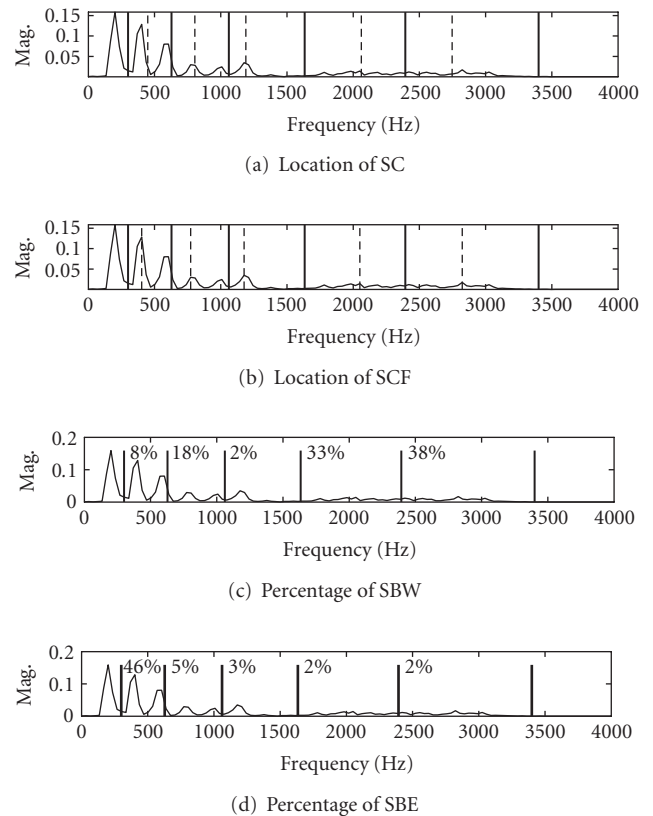 0.15
0.1
0.05
Mag.
0 500 1000 1500 2000 2500 3000 3500 4000
Frequency (Hz)
(a) Location of SC
0.15
0.1
0.05
Mag.
0 500 1000 1500 2000 2500 3000 3500 4000
Frequency (Hz)
(b) Location of SCF
0.2
0.1
0
Mag.
8% 18% 2% 33% 38%
0 500 1000 1500 2000 2500 3000 3500 4000
Frequency (Hz)
(c) Percentage of SBW
0.2
0.1
0
Mag.
46% 5% 3% 2% 2%
0 500 1000 1500 2000 2500 3000 3500 4000
Frequency (Hz)
(d) Percentage of SBE